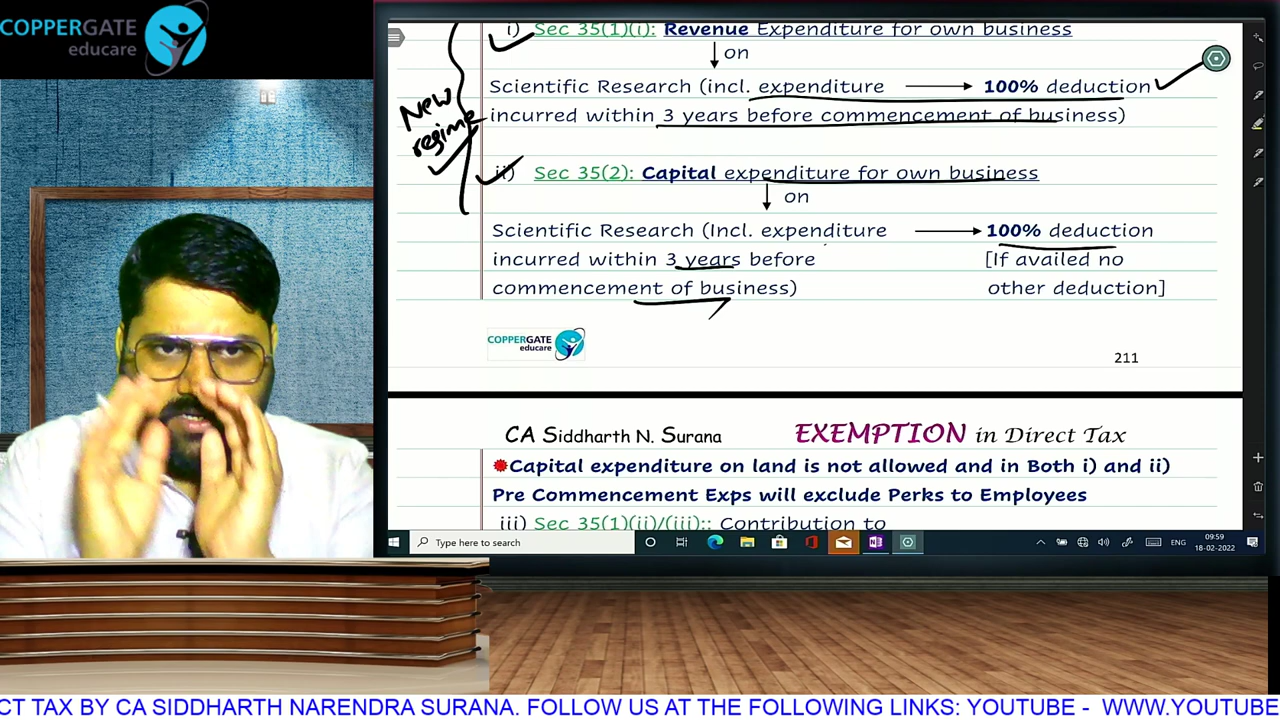 COPPERGATE
educare
i) Sec 35(1)(i): Revenue Expenditure for own business
on
Scientific Research (incl. expenditure 100% deduction
incurred within 3 years before commencement of business)
New
regime
ii) Sec 35(2): Capital expenditure for own business
on
Scientific Research (Incl. expenditure 100% deduction
incurred within 3 years before [If availed no
commencement of business) other deduction]
COPPERGATE
educare
211
CA Siddharth N. Surana EXEMPTION in Direct Tax
Capital expenditure on land is not allowed and in Both i) and ii)
Pre Commencement Exps will exclude Perks to Employees
iii) Sec 35(1)(ii)/(iii):: Contribution to
Type here to search
ENG
09:59
18-02-2022
CT TAX BY CA SIDDHARTH NARENDRA SURANA. FOLLOW US AT THE FOLLOWING LINKS: YOUTUBE - WWW.YOUTUBE